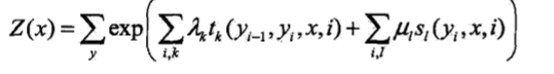 Z(x) = ∑_y exp( ∑_{i,k} λ_k t_k(y_{i-1}, y_i, x, i) + ∑_{i,l} μ_l s_l(y_i, x, i) )